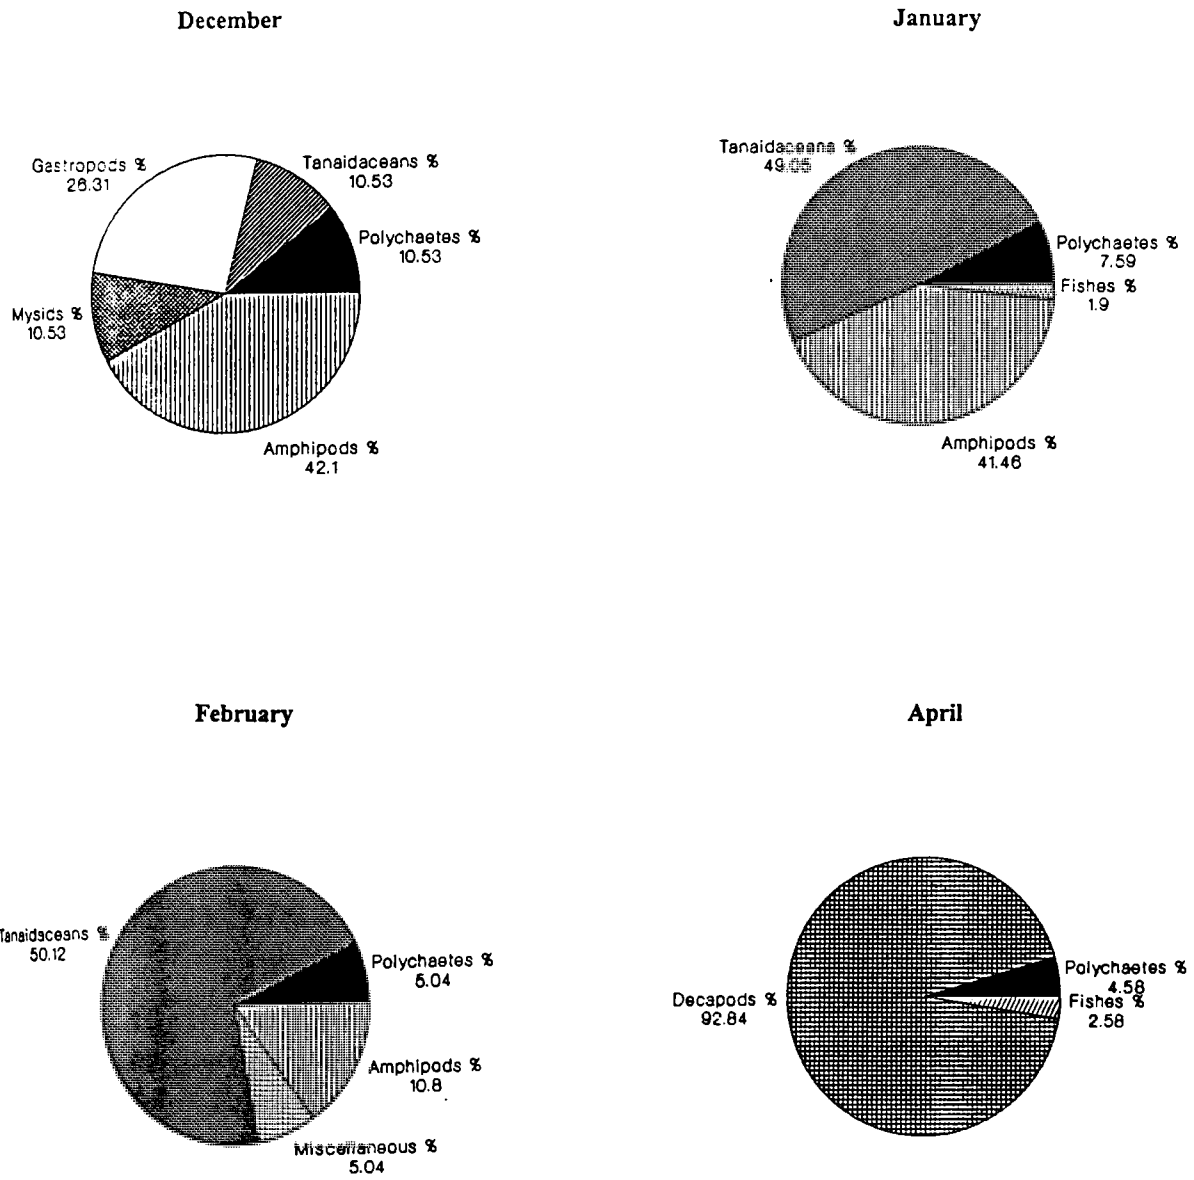 December
January
Gastropods %
26.31
Tanaidaceans %
10.53
Polychaetes %
10.53
Mysids %
10.53
Amphipods %
42.1
Tanaidaceans %
49.05
Polychaetes %
7.59
Fishes %
1.9
Amphipods %
41.46
February
April
Tanaidaceans %
50.12
Polychaetes %
5.04
Amphipods %
10.8
Miscellaneous %
5.04
Decapods %
92.84
Polychaetes %
4.58
Fishes %
2.58